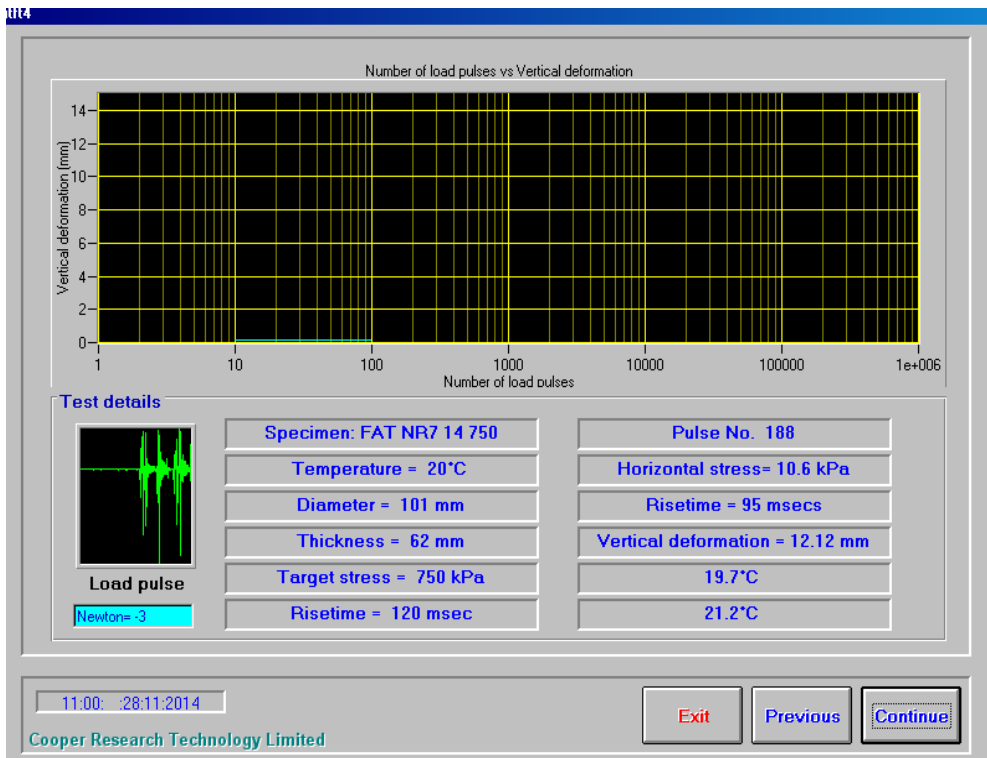 Number of load pulses vs Vertical deformation
Vertical deformation (mm)
14
12
10
8
6
4
2
0
1 10 100 1000 10000 100000 1e+006
Number of load pulses
Test details
Specimen: FAT NR7 14 750
Pulse No. 188
Temperature = 20°C
Horizontal stress= 10.6 kPa
Diameter = 101 mm
Risetime = 95 msecs
Thickness = 62 mm
Vertical deformation = 12.12 mm
Load pulse
Target stress = 750 kPa
19.7°C
Newton= -3
Risetime = 120 msec
21.2°C
11:00: :28:11:2014
Exit
Previous
Continue
Cooper Research Technology Limited